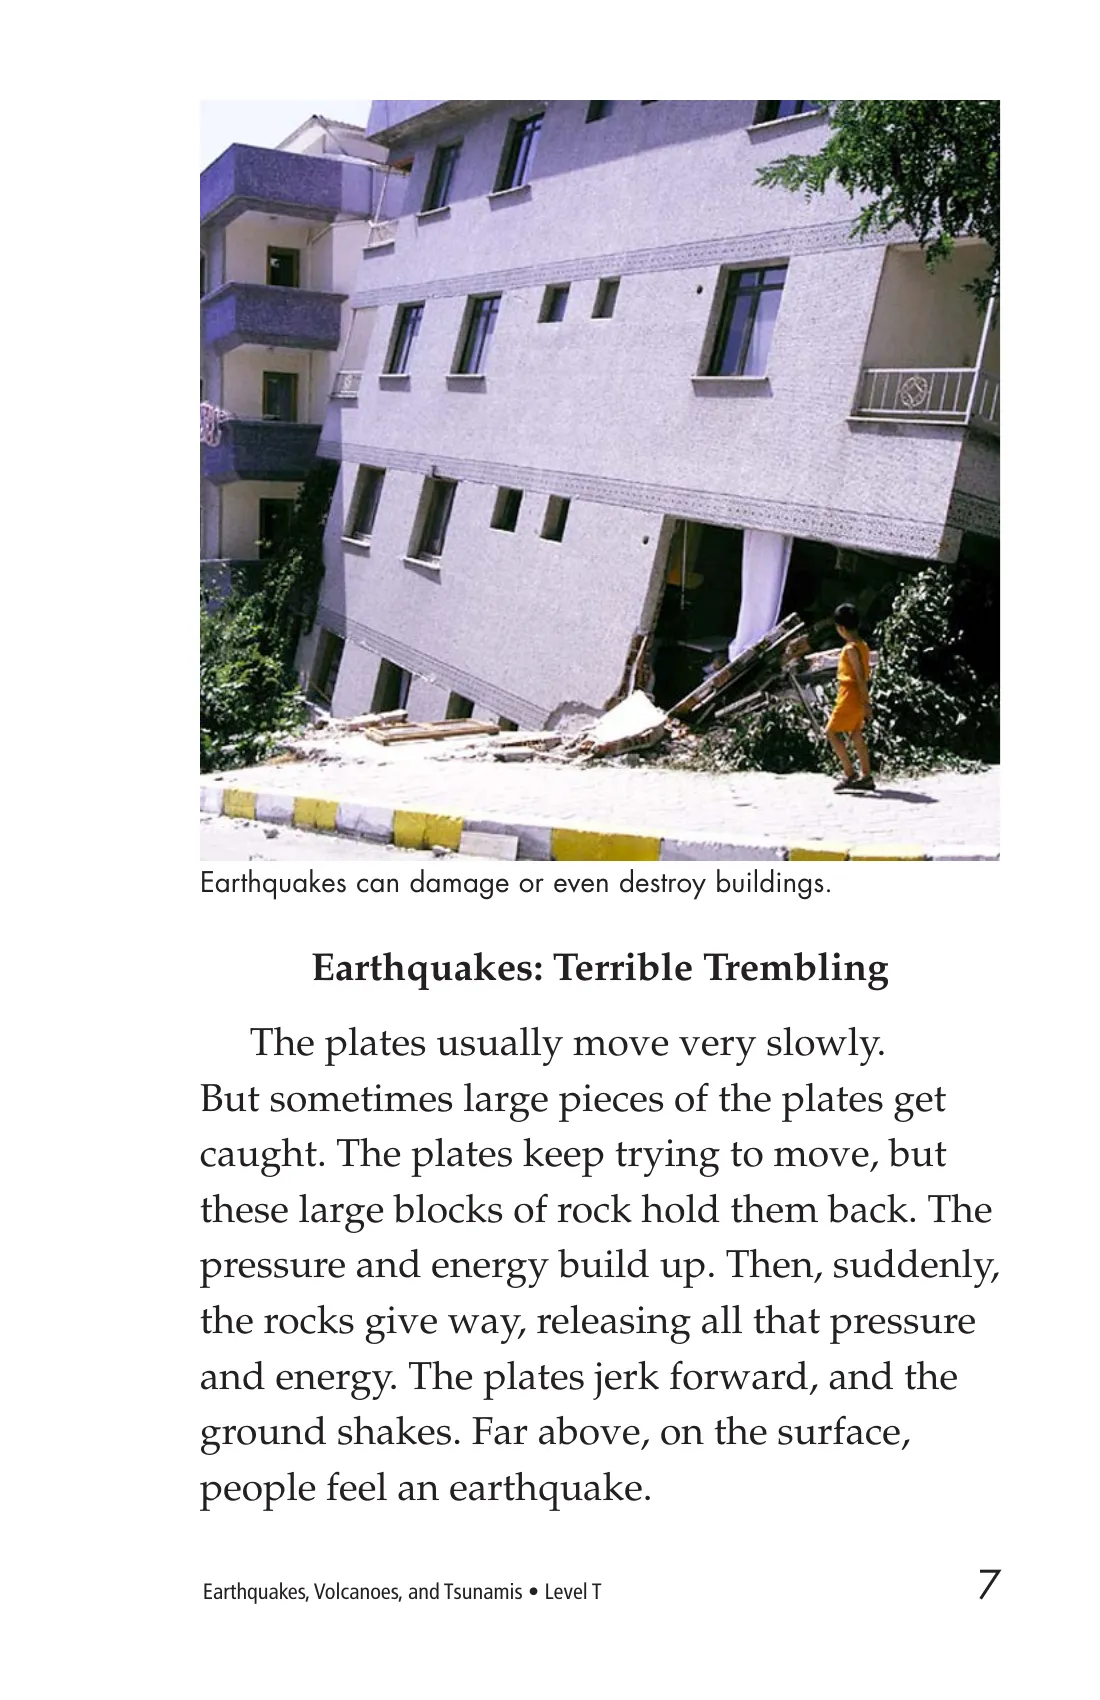 Earthquakes can damage or even destroy buildings.
Earthquakes: Terrible Trembling
The plates usually move very slowly.
But sometimes large pieces of the plates get
caught. The plates keep trying to move, but
these large blocks of rock hold them back. The
pressure and energy build up. Then, suddenly,
the rocks give way, releasing all that pressure
and energy. The plates jerk forward, and the
ground shakes. Far above, on the surface,
people feel an earthquake.
Earthquakes, Volcanoes, and Tsunamis • Level T
7